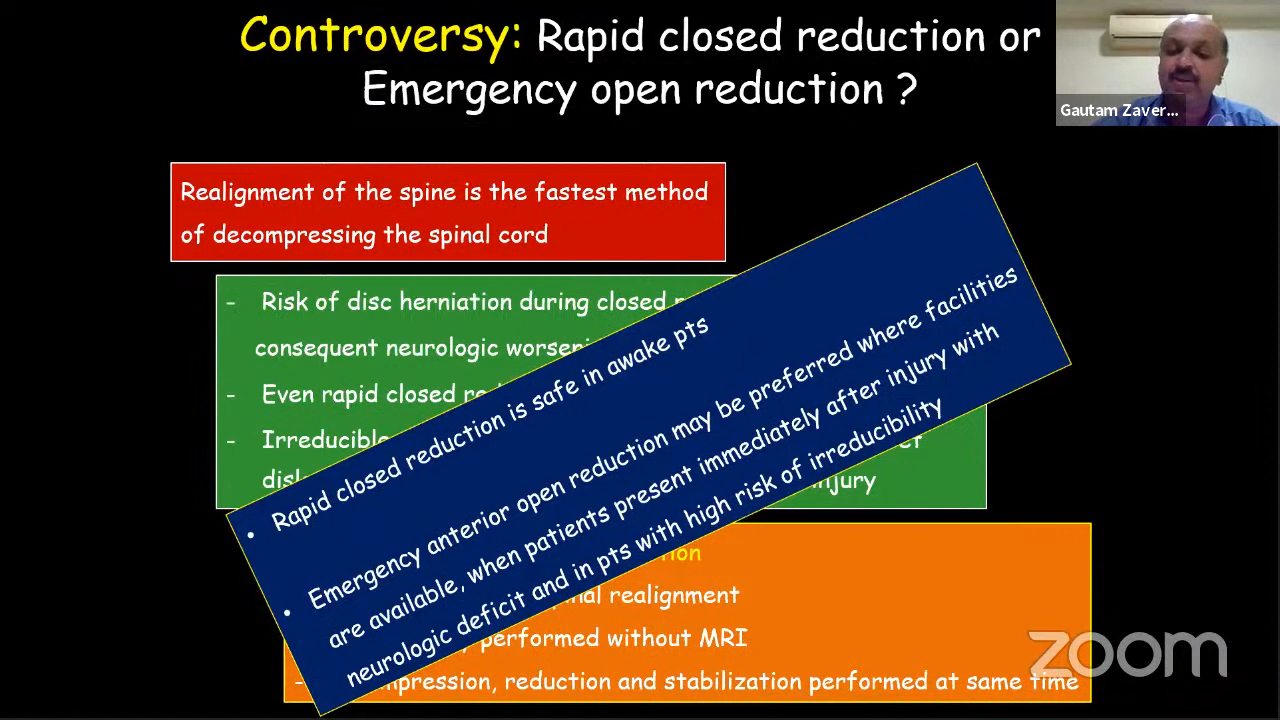 Controversy: Rapid closed reduction or
Emergency open reduction ?
Gautam Zaver...
Realignment of the spine is the fastest method
of decompressing the spinal cord
- Risk of disc herniation during closed
consequent neurologic
- Even rapid closed
- Irreducible
injury
• Rapid closed reduction is safe in awake pts
• Emergency anterior open reduction may be preferred where facilities
are available, when patients present immediately after injury with
neurologic deficit and in pts with high risk of irreducibility
realignment
performed without MRI
reduction and stabilization performed at same time
zoom